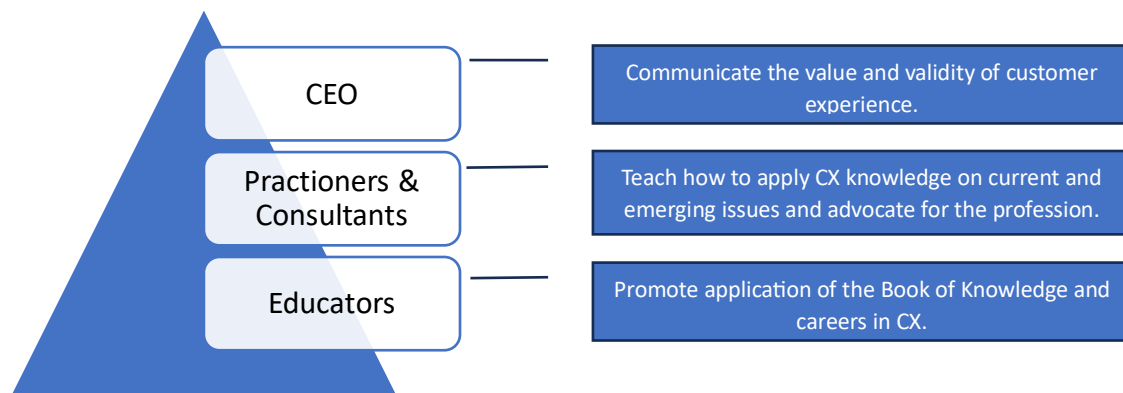 CEO
Communicate the value and validity of customer
experience.
Practioners &
Consultants
Teach how to apply CX knowledge on current and
emerging issues and advocate for the profession.
Educators
Promote application of the Book of Knowledge and
careers in CX.